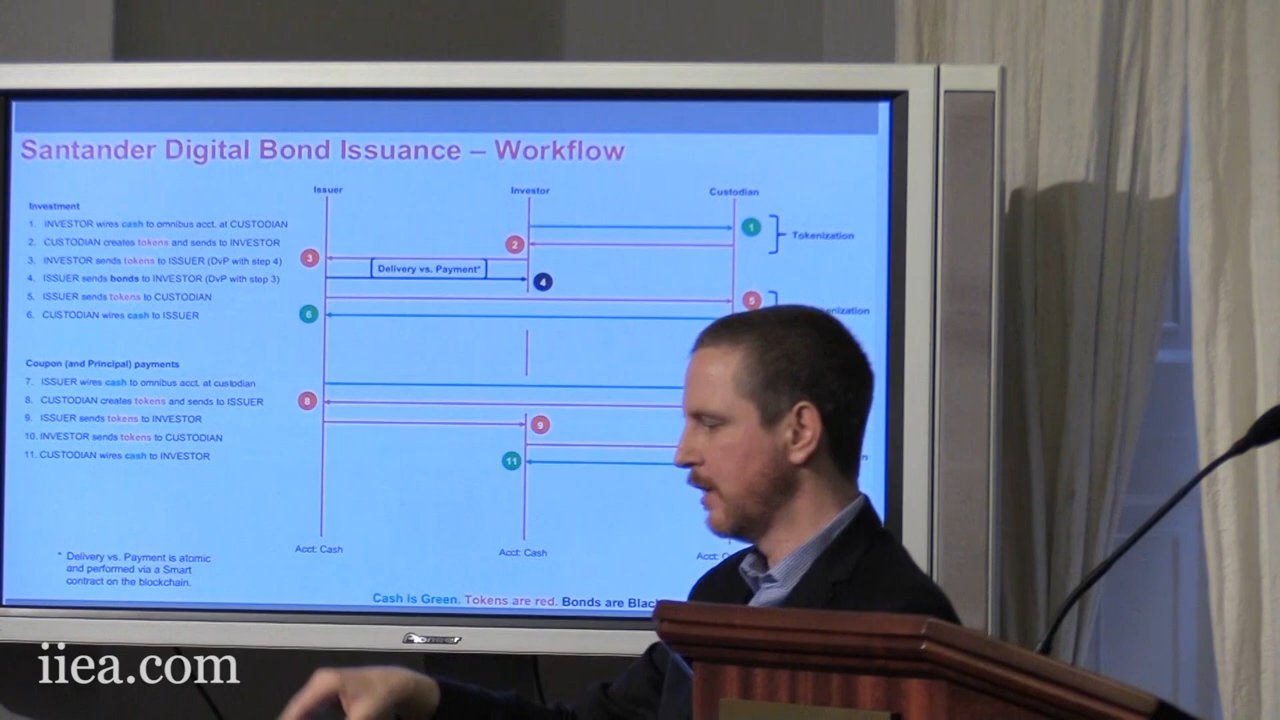 Santander Digital Bond Issuance – Workflow
Issuer
Investor
Custodian
Investment
1. INVESTOR wires cash to omnibus acct. at CUSTODIAN
2. CUSTODIAN creates tokens and sends to INVESTOR
3. INVESTOR sends tokens to ISSUER (DvP with step 4)
4. ISSUER sends bonds to INVESTOR (DvP with step 3)
5. ISSUER sends tokens to CUSTODIAN
6. CUSTODIAN wires cash to ISSUER
1
Tokenization
2
3
Delivery vs. Payment*
4
5
6
enization
Coupon (and Principal) payments
7. ISSUER wires cash to omnibus acct. at custodian
8. CUSTODIAN creates tokens and sends to ISSUER
9. ISSUER sends tokens to INVESTOR
10. INVESTOR sends tokens to CUSTODIAN
11. CUSTODIAN wires cash to INVESTOR
8
9
11
Acct: Cash
Acct: Cash
Acct: C
* Delivery vs. Payment is atomic
and performed via a Smart
contract on the blockchain.
Cash is Green. Tokens are red. Bonds are Blac
Pioneer
iiea.com